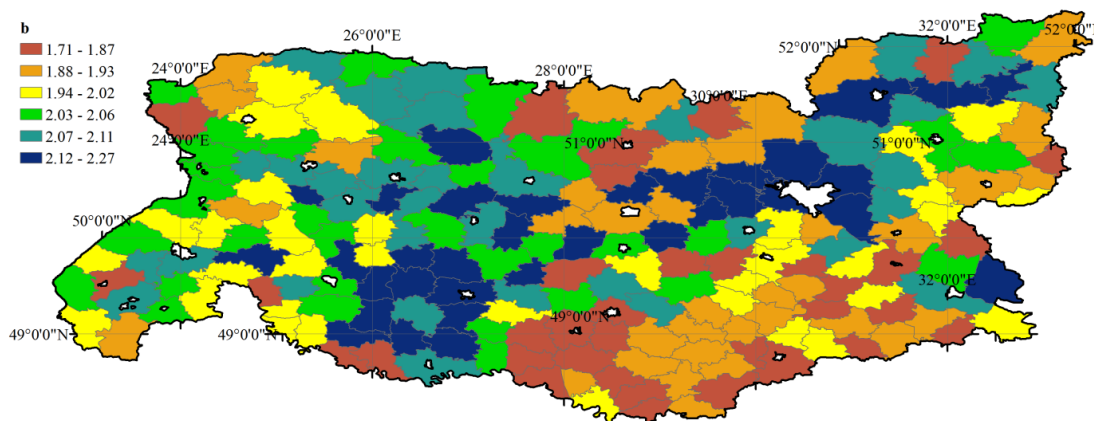 b
1.71 - 1.87
1.88 - 1.93
1.94 - 2.02
2.03 - 2.06
2.07 - 2.11
2.12 - 2.27
32°0'0"E
52°0'0"N
26°0'0"E
52°0'0"N
24°0'0"E
28°0'0"E
30°0'0"E
24°0'0"E
51°0'0"N
51°0'0"N
50°0'0"N
32°0'0"E
49°0'0"N
49°0'0"N
49°0'0"N